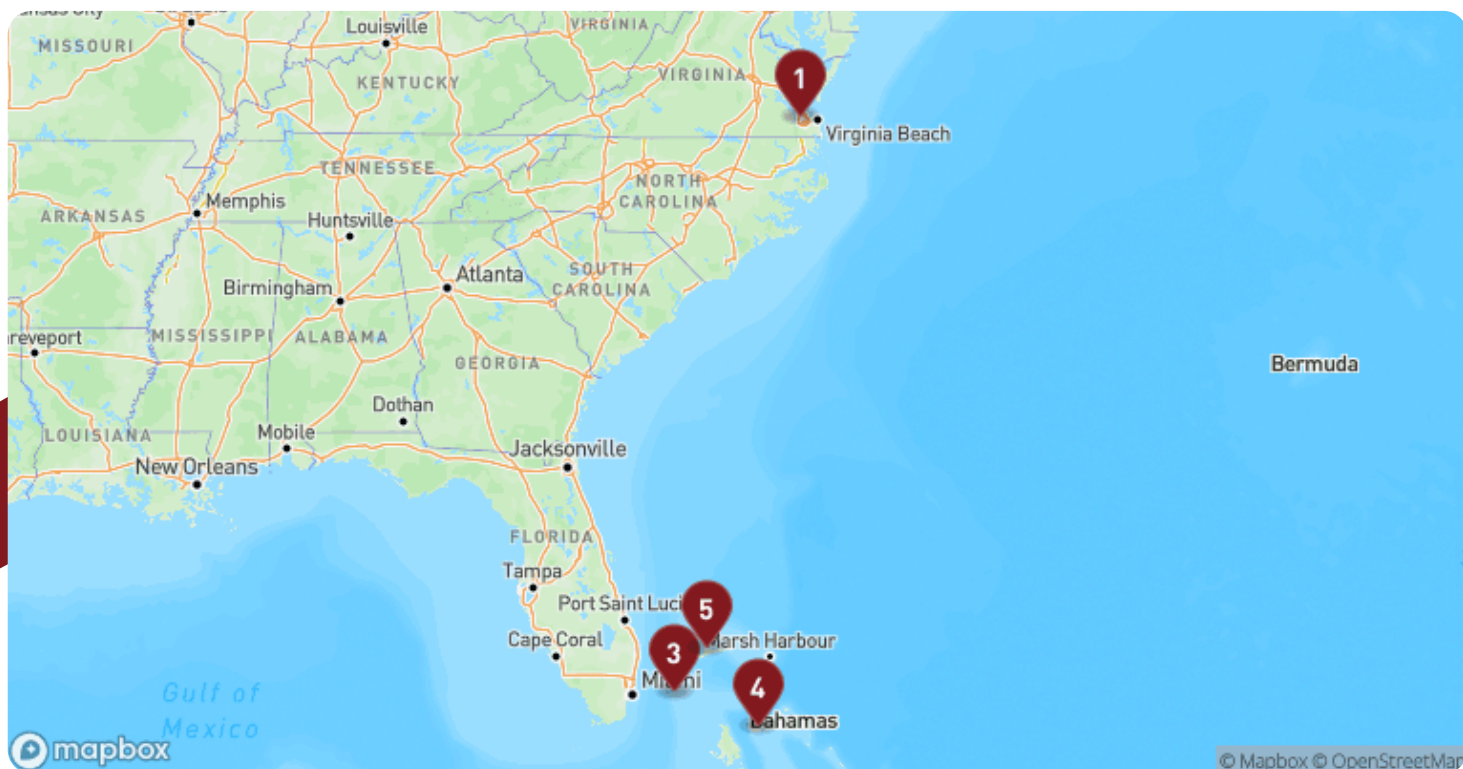 MISSOURI
Louisville
VIRGINIA
KENTUCKY
VIRGINIA
1
Virginia Beach
TENNESSEE
NORTH
CAROLINA
Memphis
ARKANSAS
Huntsville
Atlanta
SOUTH
CAROLINA
Birmingham
MISSISSIPPI
ALABAMA
GEORGIA
Bermuda
Dothan
LOUISIANA
Mobile
Jacksonville
New Orleans
FLORIDA
Tampa
Port Saint Luci
5
Cape Coral
Marsh Harbour
3
Miami
4
Gulf of
Mexico
Bahamas
mapbox
© Mapbox © OpenStreetMap